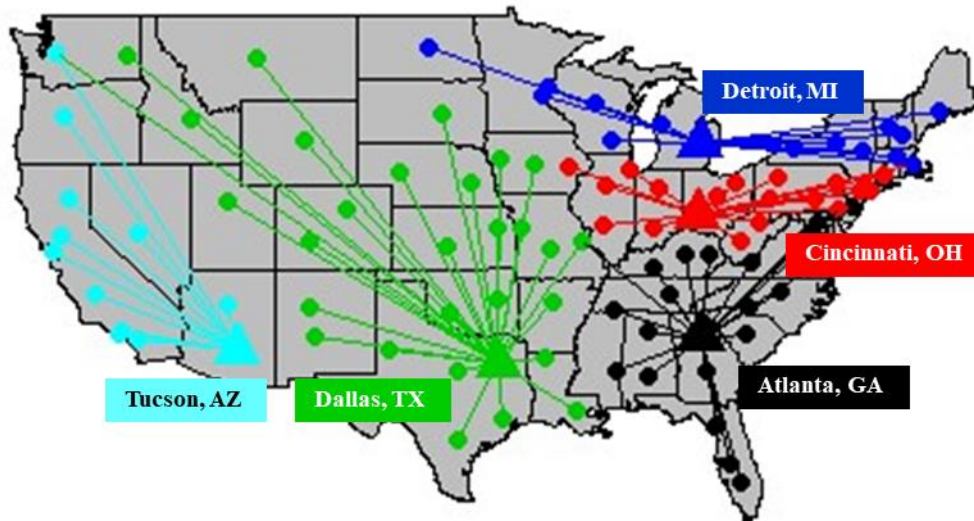 Detroit, MI
Cincinnati, OH
Atlanta, GA
Tucson, AZ
Dallas, TX